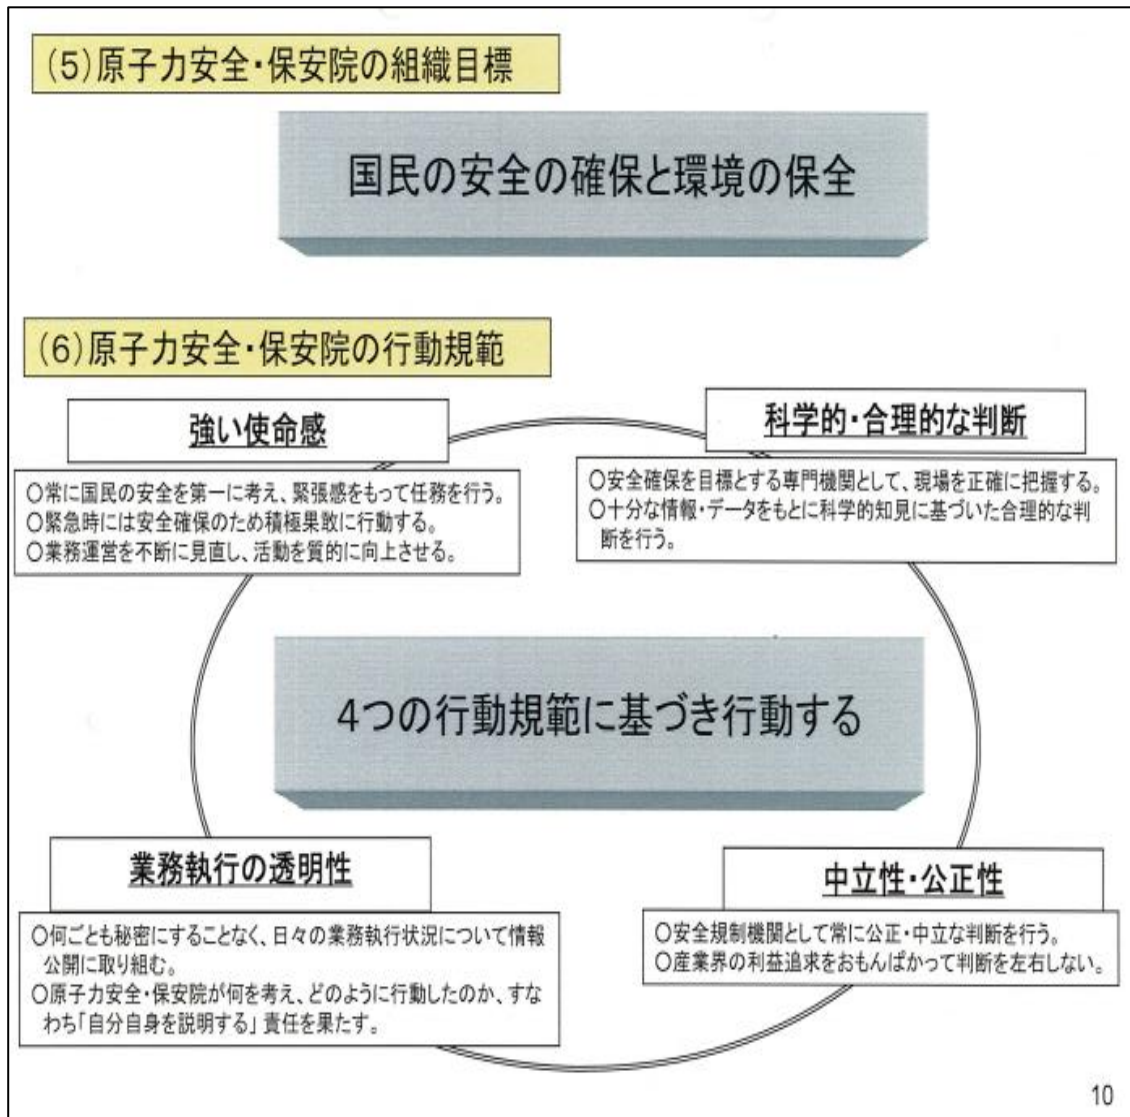 (5)原子力安全・保安院の組織目標
国民の安全の確保と環境の保全
(6)原子力安全・保安院の行動規範
強い使命感
○常に国民の安全を第一に考え、緊張感をもって任務を行う。
○緊急時には安全確保のため積極果敢に行動する。
○業務運営を不断に見直し、活動を質的に向上させる。
科学的・合理的な判断
○安全確保を目標とする専門機関として、現場を正確に把握する。
○十分な情報・データをもとに科学的知見に基づいた合理的な判
断を行う。
4つの行動規範に基づき行動する
業務執行の透明性
○何ごとも秘密にすることなく、日々の業務執行状況について情報
公開に取り組む。
○原子力安全・保安院が何を考え、どのように行動したのか、すな
わち「自分自身を説明する」責任を果たす。
中立性・公正性
○安全規制機関として常に公正・中立な判断を行う。
○産業界の利益追求をおもんぱかって判断を左右しない。
10